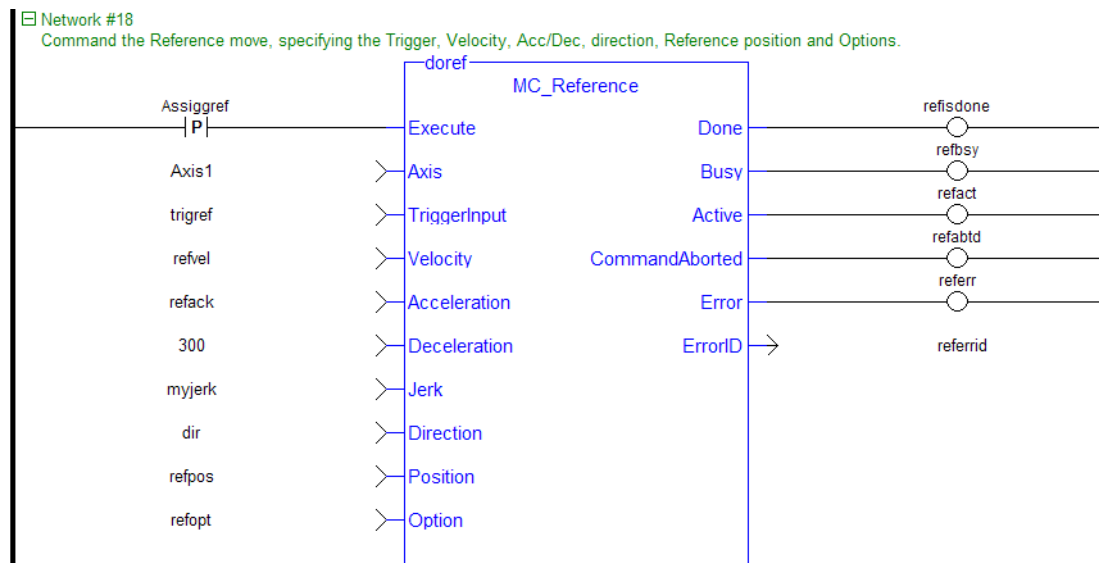 Network #18
Command the Reference move, specifying the Trigger, Velocity, Acc/Dec, direction, Reference position and Options.
doref
MC_Reference
Assiggref
P
Execute
Done
refisdone
Axis1
Axis
Busy
refbsy
trigref
TriggerInput
Active
refact
refvel
Velocity
CommandAborted
refabtd
refack
Acceleration
Error
referr
300
Deceleration
ErrorID
referrid
myjerk
Jerk
dir
Direction
refpos
Position
refopt
Option